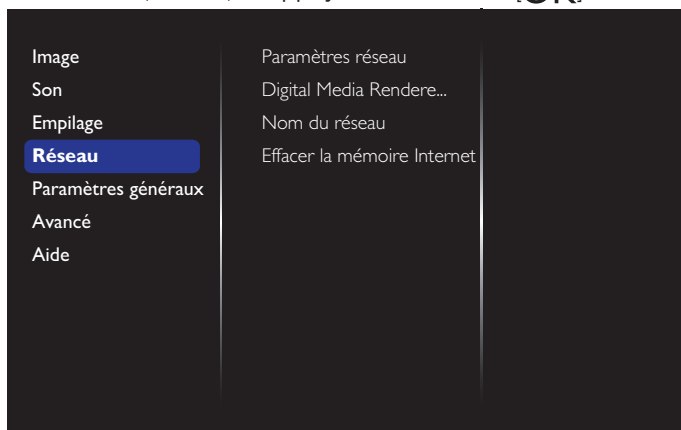 Image
Son
Empilage
Réseau
Paramètres généraux
Avancé
Aide
Paramètres réseau
Digital Media Rendere...
Nom du réseau
Effacer la mémoire Internet